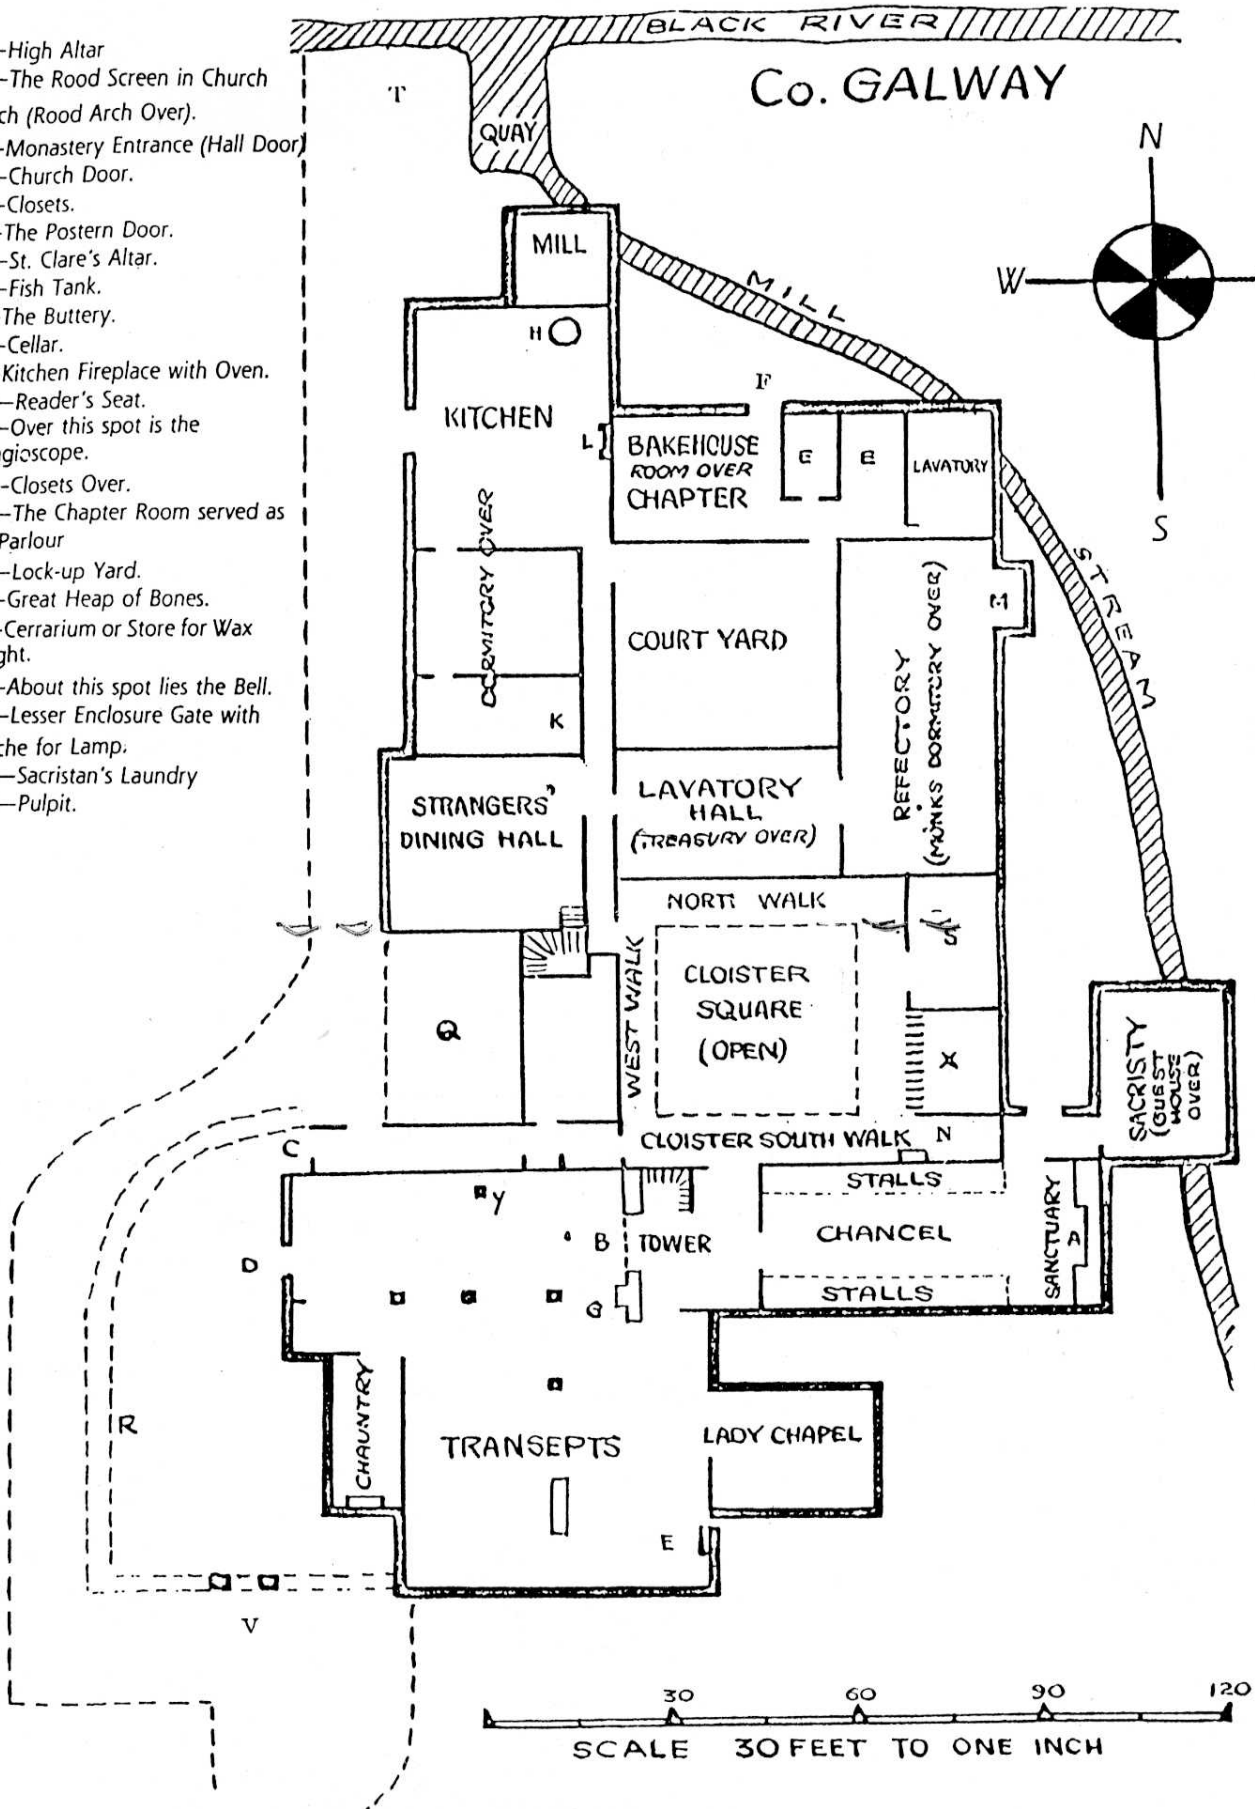 BLACK RIVER
Co. GALWAY
–High Altar
–The Rood Screen in Church
ch (Rood Arch Over).
-Monastery Entrance (Hall Door)
–Church Door.
-Closets.
-The Postern Door.
–St. Clare's Altar.
–Fish Tank.
The Buttery.
-Cellar.
Kitchen Fireplace with Oven.
—Reader's Seat.
–Over this spot is the
gioscope.
-Closets Over.
—The Chapter Room served as
Parlour
—Lock-up Yard.
-Great Heap of Bones.
-Cerrarium or Store for Wax
ght.
-About this spot lies the Bell.
–Lesser Enclosure Gate with
che for Lamp.
—Sacristan's Laundry
—Pulpit.
T
QUAY
N
W
S
MILL
MILL
STREAM
H
KITCHEN
F
L
BAKEHOUSE
ROOM OVER
CHAPTER
E
E
LAVATORY
DORMITORY OVER
COURT YARD
M
REFECTORY
(MONKS DORMITORY OVER)
K
STRANGERS'
DINING HALL
LAVATORY
HALL
(TREASURY OVER)
NORTH WALK
S
WEST WALK
CLOISTER
SQUARE
(OPEN)
Q
X
SACRISTY
(GUEST
HOUSE
OVER)
C
CLOISTER SOUTH WALK
N
STALLS
Y
D
B
TOWER
CHANCEL
SANCTUARY
A
STALLS
G
R
CHAUNTRY
TRANSEPTS
LADY CHAPEL
E
V
30
60
90
120
SCALE 30 FEET TO ONE INCH